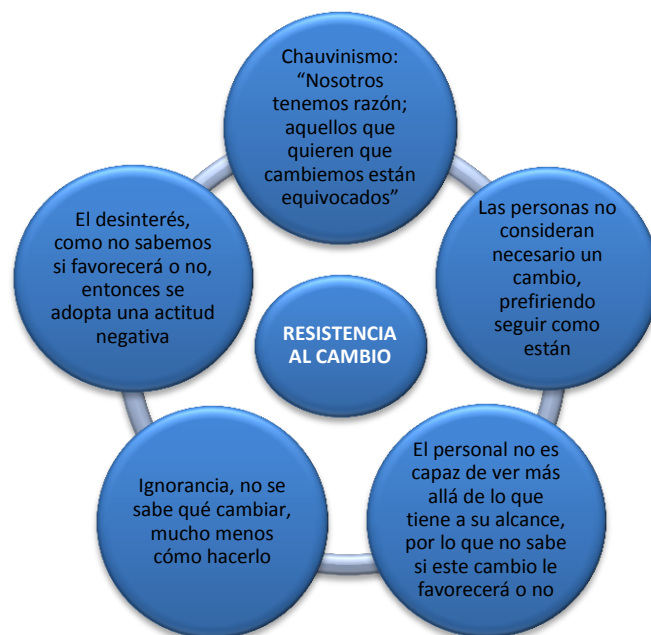 Chauvinismo:
“Nosotros
tenemos razón;
aquellos que
quieren que
cambiemos están
equivocados”
Las personas no
consideran
necesario un
cambio,
prefiriendo
seguir como
están
El personal no es
capaz de ver más
allá de lo que
tiene a su alcance,
por lo que no sabe
si este cambio le
favorecerá o no
Ignorancia, no se
sabe qué cambiar,
mucho menos
cómo hacerlo
El desinterés,
como no sabemos
si favorecerá o no,
entonces se
adopta una actitud
negativa
RESISTENCIA
AL CAMBIO